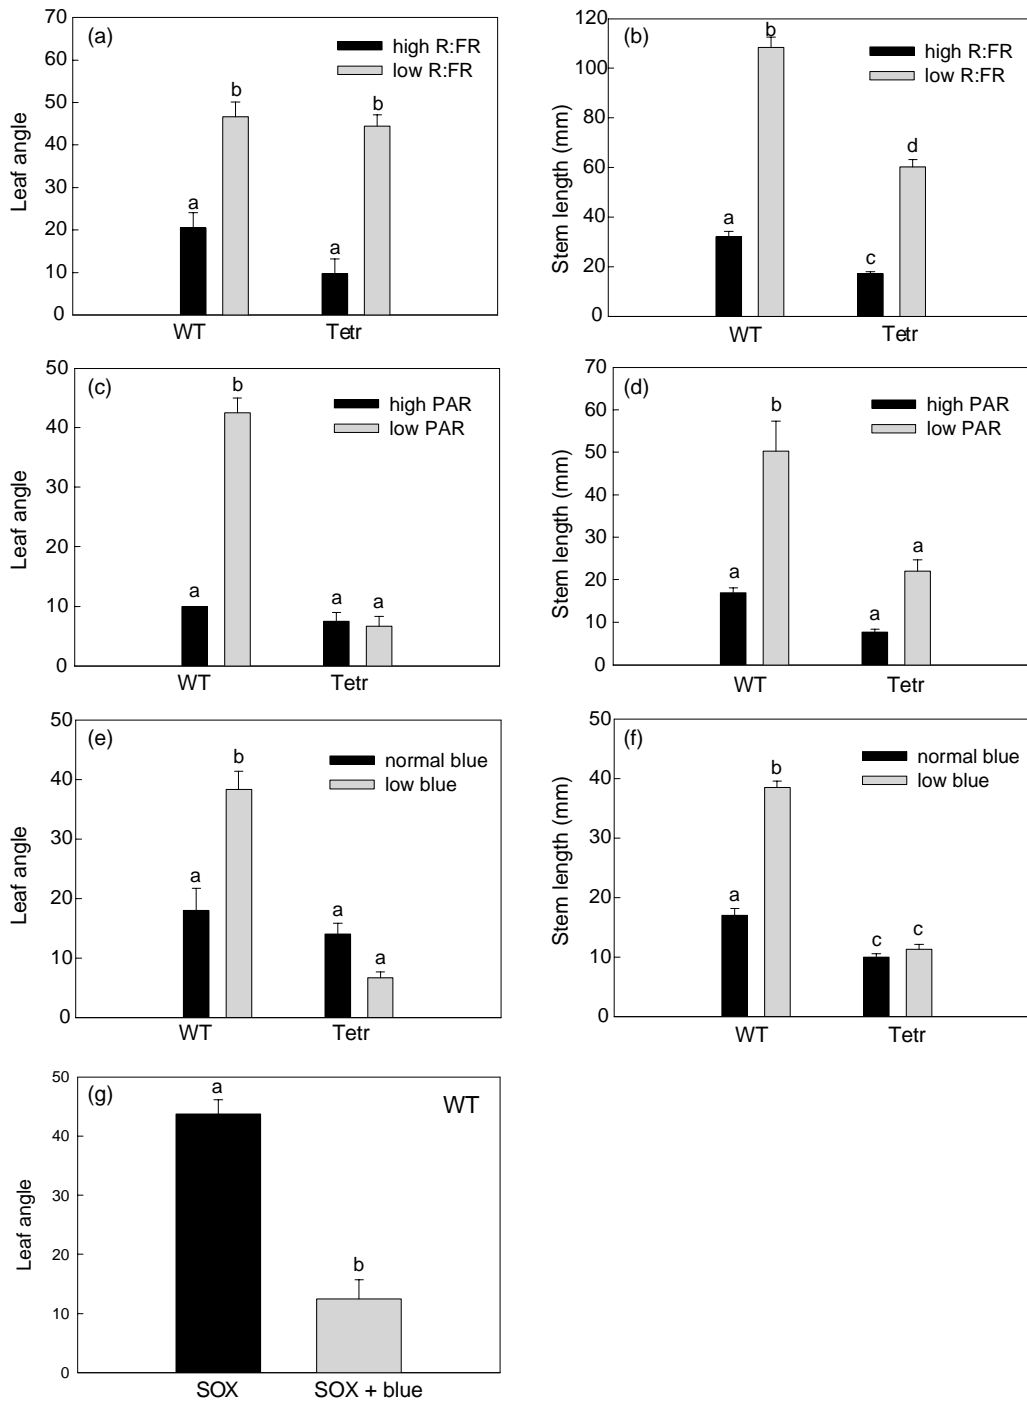 (a)
high R:FR
low R:FR
Leaf angle
70
60
50
40
30
20
10
0
a
b
a
b
WT
Tetr
(b)
high R:FR
low R:FR
Stem length (mm)
120
100
80
60
40
20
0
a
b
c
d
WT
Tetr
(c)
high PAR
low PAR
Leaf angle
50
40
30
20
10
0
a
b
a
a
WT
Tetr
(d)
high PAR
low PAR
Stem length (mm)
70
60
50
40
30
20
10
0
a
b
a
a
WT
Tetr
(e)
normal blue
low blue
Leaf angle
50
40
30
20
10
0
a
b
a
a
WT
Tetr
(f)
normal blue
low blue
Stem length (mm)
50
40
30
20
10
0
a
b
c
c
WT
Tetr
(g)
WT
Leaf angle
50
40
30
20
10
0
a
b
SOX
SOX + blue